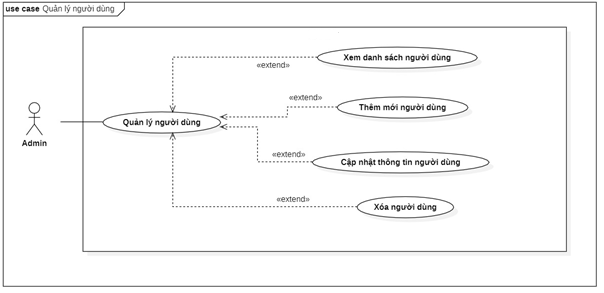 use case Quản lý người dùng
Xem danh sách người dùng
«extend»
Thêm mới người dùng
«extend»
Quản lý người dùng
Admin
«extend»
Cập nhật thông tin người dùng
«extend»
Xóa người dùng